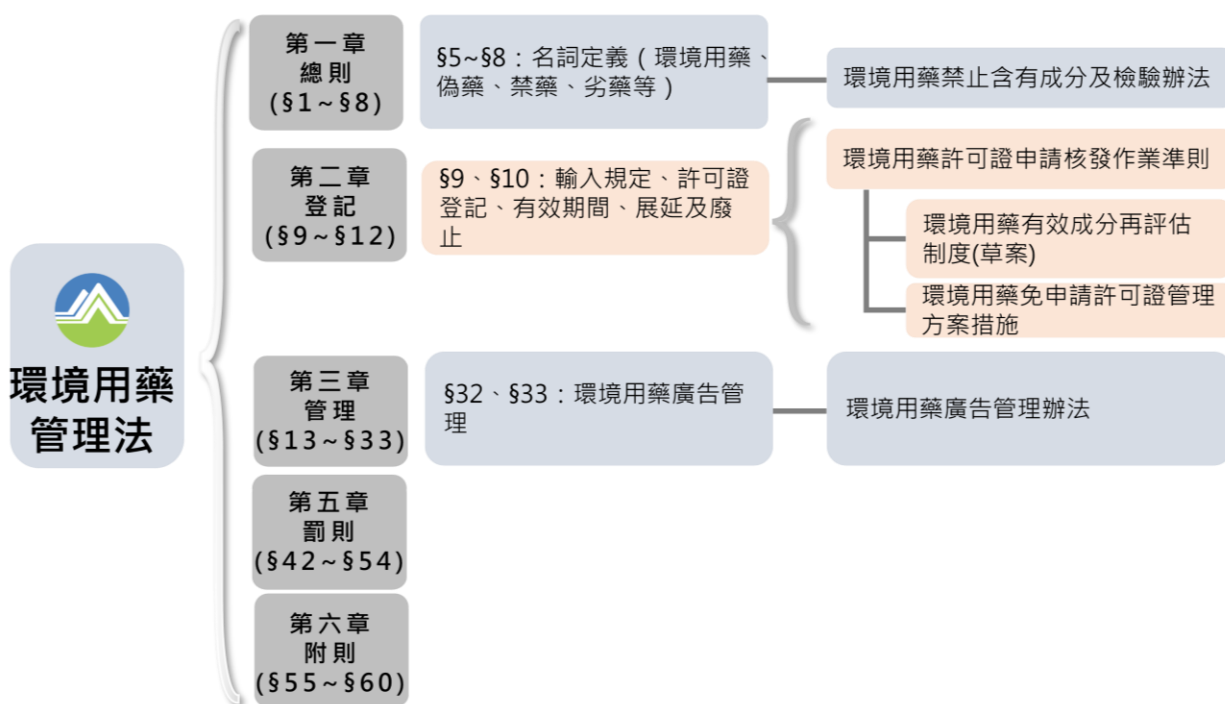 環境用藥
管理法
第一章
總則
(§1~§8)
§5~§8：名詞定義（環境用藥、
偽藥、禁藥、劣藥等）
環境用藥禁止含有成分及檢驗辦法
第二章
登記
(§9~§12)
§9、§10：輸入規定、許可證
登記、有效期間、展延及廢
止
環境用藥許可證申請核發作業準則
環境用藥有效成分再評估
制度(草案)
環境用藥免申請許可證管理
方案措施
第三章
管理
(§13~§33)
§32、§33：環境用藥廣告管
理
環境用藥廣告管理辦法
第五章
罰則
(§42~§54)
第六章
附則
(§55~§60)